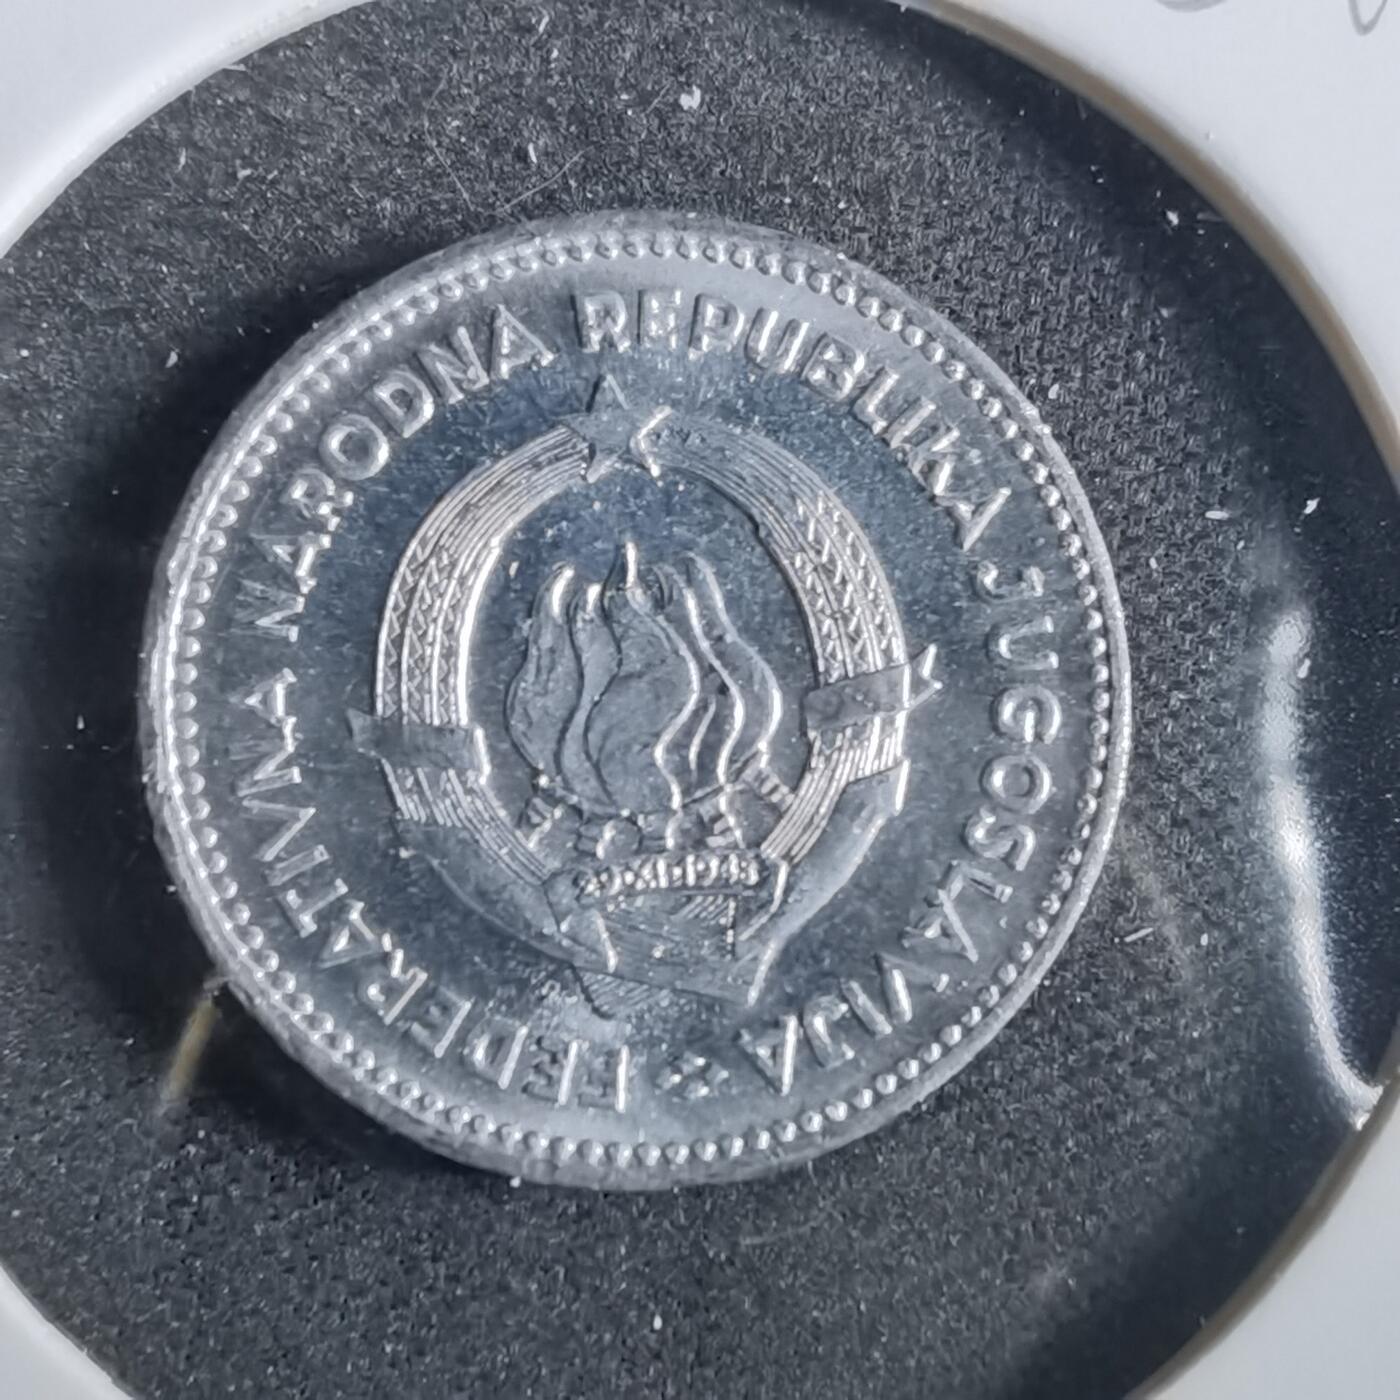 FEDERATIVNA NARODNA REPUBLIKA JUGOSLAVIJA
29·XI·1943